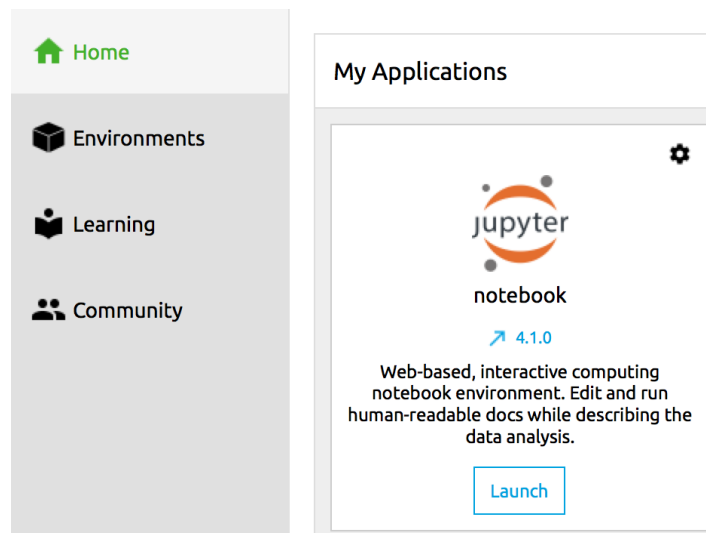 Home
Environments
Learning
Community
My Applications
jupyter
notebook
4.1.0
Web-based, interactive computing
notebook environment. Edit and run
human-readable docs while describing the
data analysis.
Launch